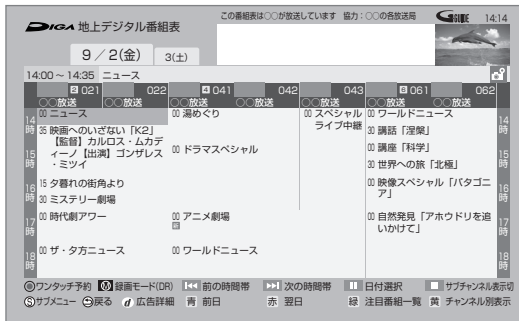 この番組表は○○が放送しています 協力：○○の各放送局 G GUIDE 14:14
DIGA 地上デジタル番組表
9／2(金) 3(土)
14:00～14:35 ニュース
2 021 022 4 041 042 043 8 061 062
○○放送 ○○放送 ○○放送 ○○放送 ○○放送 ○○放送 ○○放送
14時
15時
16時
17時
18時
00 ニュース
35 映画へのいざない「K2」
【監督】カルロス・ムカデ
ィーノ【出演】ゴンザレス
・ミツイ
15 夕暮れの街角より
30 ミステリー劇場
00 時代劇アワー
00 ザ・夕方ニュース
00 湯めぐり
00 ドラマスペシャル
00 アニメ劇場
00 ワールドニュース
00 スペシャル
ライブ中継
00 ワールドニュース
30 講話「涅槃」
00 講座「科学」
30 世界への旅「北極」
00 映像スペシャル「パタゴニ
ア」
00 自然発見「アホウドリを追
いかけて」
ワンタッチ予約 録画モード(DR) 前の時間帯 次の時間帯 日付選択 サブチャンネル表示切
S サブメニュー 戻る d 広告詳細 青 前日 赤 翌日 緑 注目番組一覧 黄 チャンネル別表示